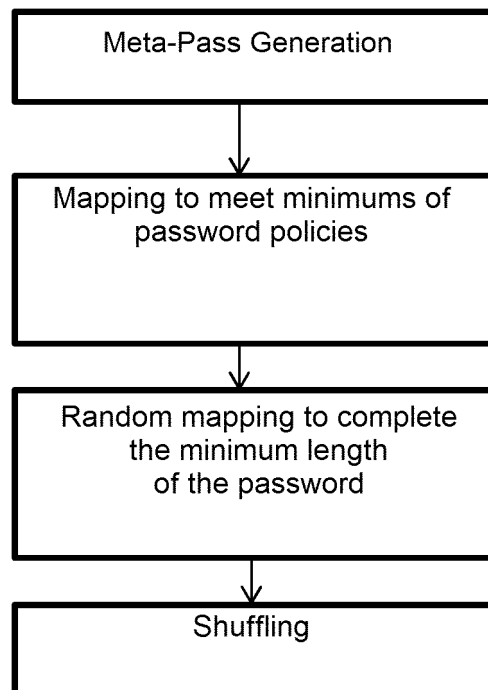 Meta-Pass Generation
Mapping to meet minimums of
password policies
Random mapping to complete
the minimum length
of the password
Shuffling